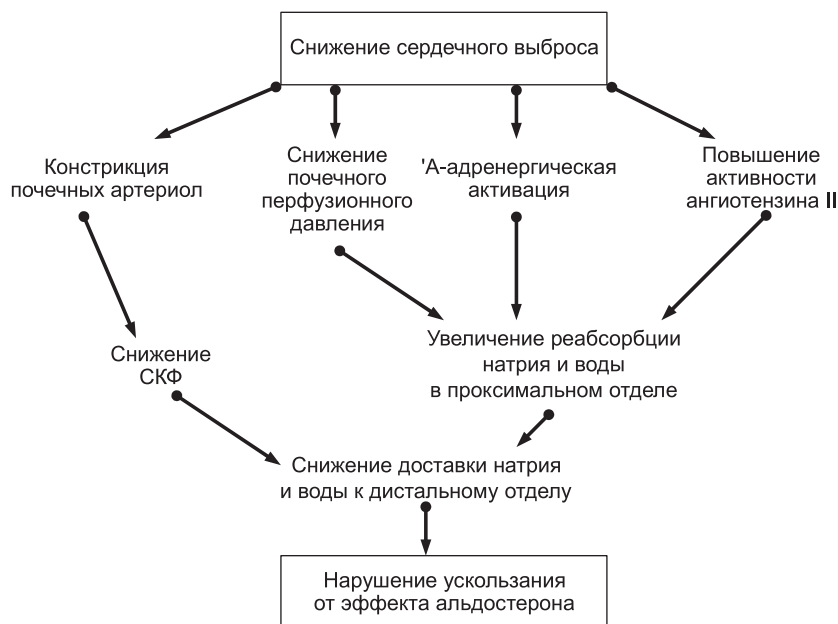 Снижение сердечного выброса
Констрикция
почечных артериол
Снижение
почечного
перфузионного
давления
'А-адренергическая
активация
Повышение
активности
ангиотензина II
Снижение
СКФ
Увеличение реабсорбции
натрия и воды
в проксимальном отделе
Снижение доставки натрия
и воды к дистальному отделу
Нарушение ускользания
от эффекта альдостерона